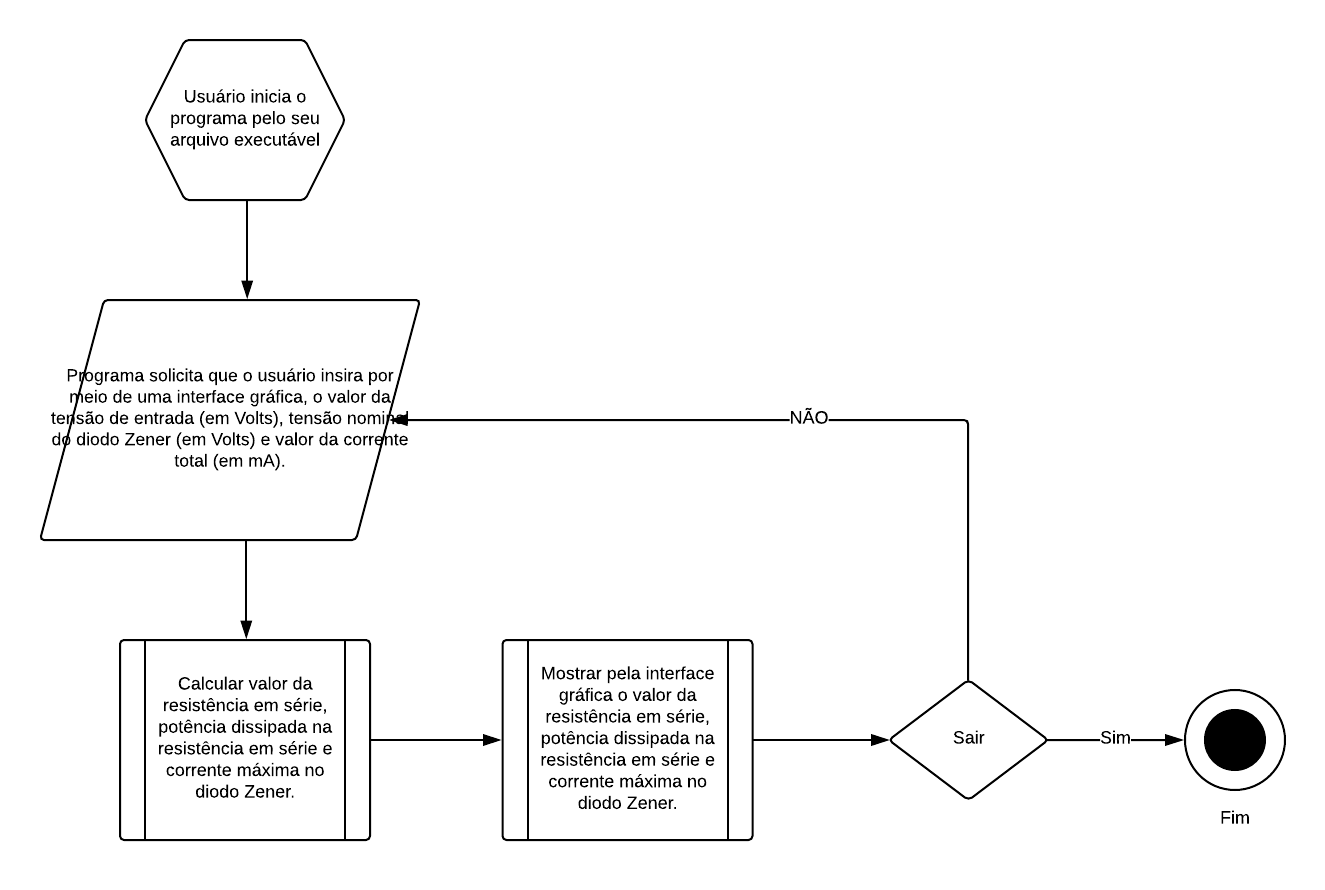 Usuário inicia o
programa pelo seu
arquivo executável
Programa solicita que o usuário insira por
meio de uma interface gráfica, o valor da
tensão de entrada (em Volts), tensão nominal
do diodo Zener (em Volts) e valor da corrente
total (em mA).
NÃO
Calcular valor da
resistência em série,
potência dissipada na
resistência em série e
corrente máxima no
diodo Zener.
Mostrar pela interface
gráfica o valor da
resistência em série,
potência dissipada na
resistência em série e
corrente máxima no
diodo Zener.
Sair
Sim
Fim